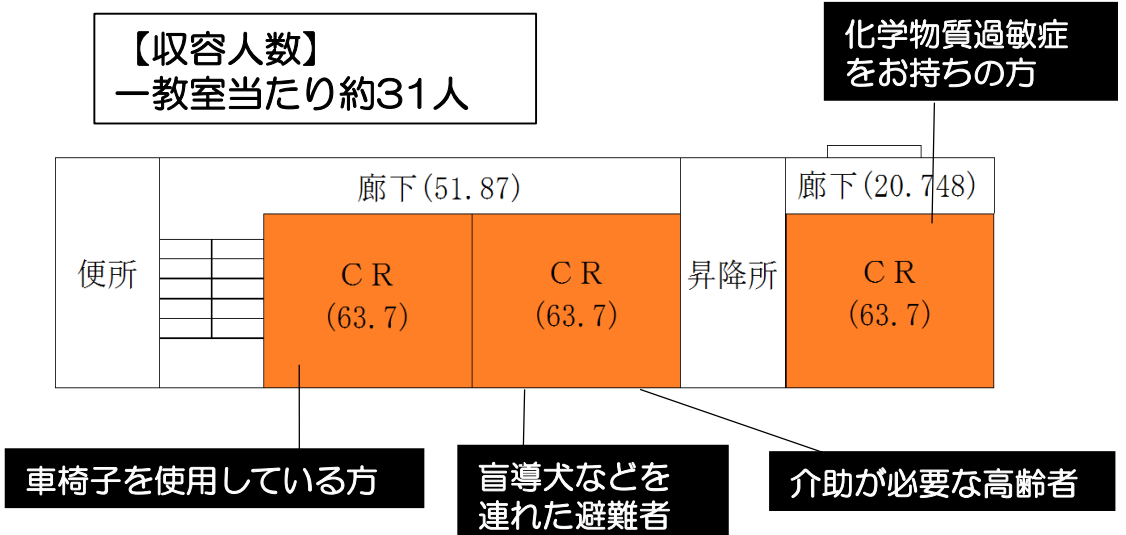 【収容人数】
一教室当たり約31人
化学物質過敏症
をお持ちの方
廊下(51.87)
廊下(20.748)
便所
ＣＲ
(63.7)
ＣＲ
(63.7)
昇降所
ＣＲ
(63.7)
車椅子を使用している方
盲導犬などを
連れた避難者
介助が必要な高齢者